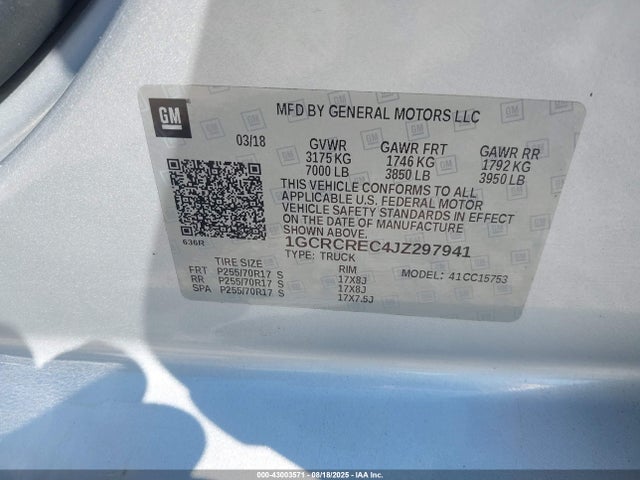 GM
MFD BY GENERAL MOTORS LLC
03/18
GVWR GAWR FRT GAWR RR
3175 KG 1746 KG 1792 KG
7000 LB 3850 LB 3950 LB
THIS VEHICLE CONFORMS TO ALL
APPLICABLE U.S. FEDERAL MOTOR
VEHICLE SAFETY STANDARDS IN EFFECT
ON THE DATE OF MANUFACTURE
SHOWN ABOVE.
636R
1GCRCREC4JZ297941
TYPE: TRUCK
TIRE SIZE RIM MODEL: 41CC15753
FRT P255/70R17 S 17X8J
RR P255/70R17 S 17X8J
SPA P255/70R17 S 17X7.5J
000-43003571 - 08/18/2025 - IAA Inc.